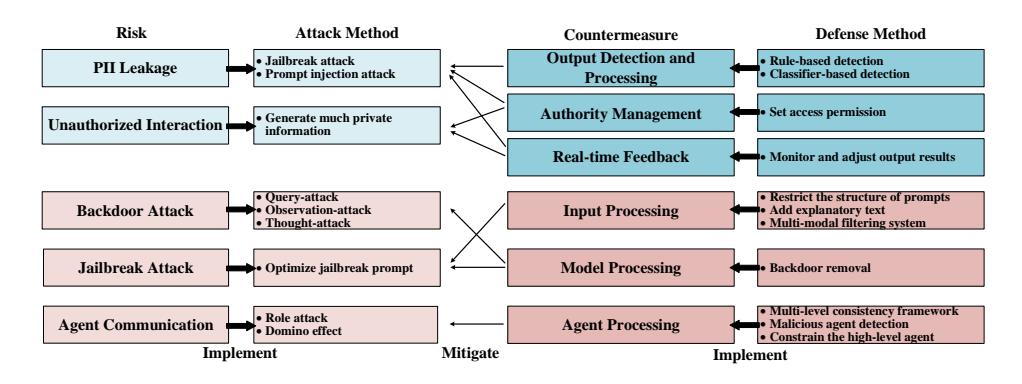 Risk
Attack Method
Countermeasure
Defense Method
PII Leakage
• Jailbreak attack
• Prompt injection attack
Output Detection and
Processing
• Rule-based detection
• Classifier-based detection
Unauthorized Interaction
• Generate much private
information
Authority Management
• Set access permission
Real-time Feedback
• Monitor and adjust output results
Backdoor Attack
• Query-attack
• Observation-attack
• Thought-attack
Input Processing
• Restrict the structure of prompts
• Add explanatory text
• Multi-modal filtering system
Jailbreak Attack
• Optimize jailbreak prompt
Model Processing
• Backdoor removal
Agent Communication
• Role attack
• Domino effect
Agent Processing
• Multi-level consistency framework
• Malicious agent detection
• Constrain the high-level agent
Implement
Mitigate
Implement